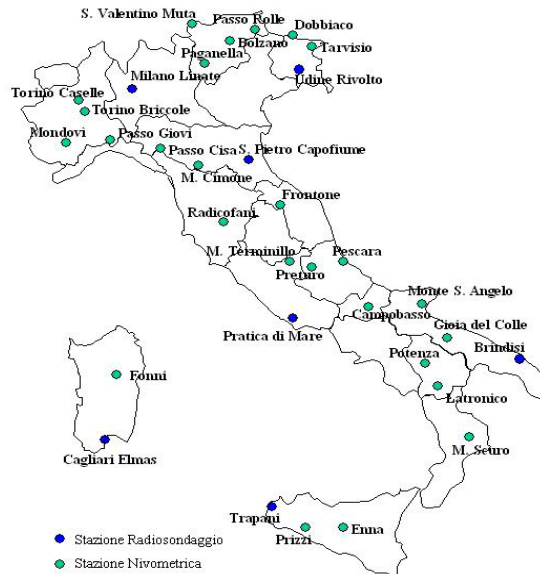 S. Valentino Muta
Passo Rolle
Dobbiaco
Bolzano
Tarvisio
Paganella
Milano Linate
Udine Rivolto
Torino Caselle
Torino Briccole
Mondovi
Passo Giovi
Passo Cisa
S. Pietro Capofiume
M. Cimone
Frontone
Radicofani
M. Terminillo
Pescara
Preturo
Monte S. Angelo
Campobasso
Pratica di Mare
Gioia del Colle
Potenza
Brindisi
Fonni
Latronico
M. Scuro
Cagliari Elmas
Trapani
Prizzi
Enna
Stazione Radiosondaggio
Stazione Nivometrica